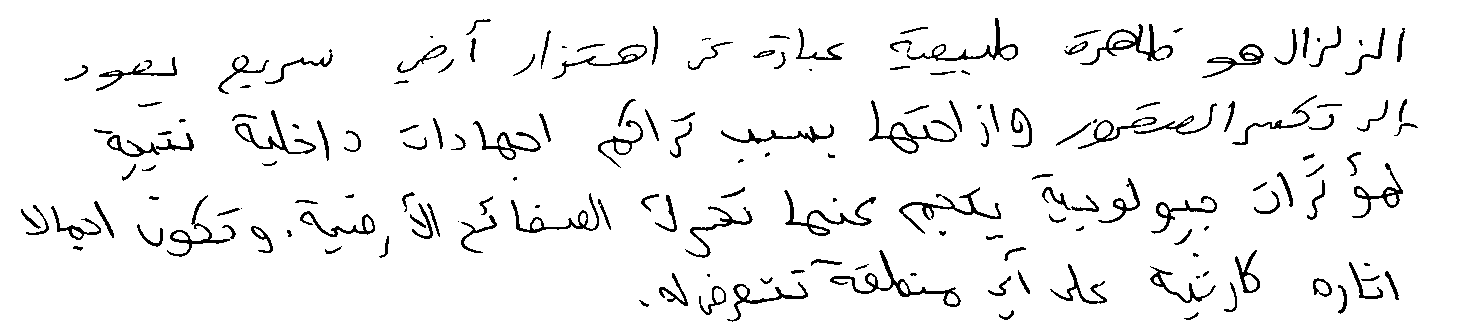 الزلزال هو ظاهرة طبيعية عبارة عن اهتزاز أرضي سريع يعود
إلى تكسر الصخور وازاحتها بسبب تراكم اجهادات داخلية نتيجة
لمؤثرات جيولوجية ينجم عنها تحرك الصفائح الأرضية. وتكون اجمالا
اثاره كارثية على أي منطقة تتعرض له.